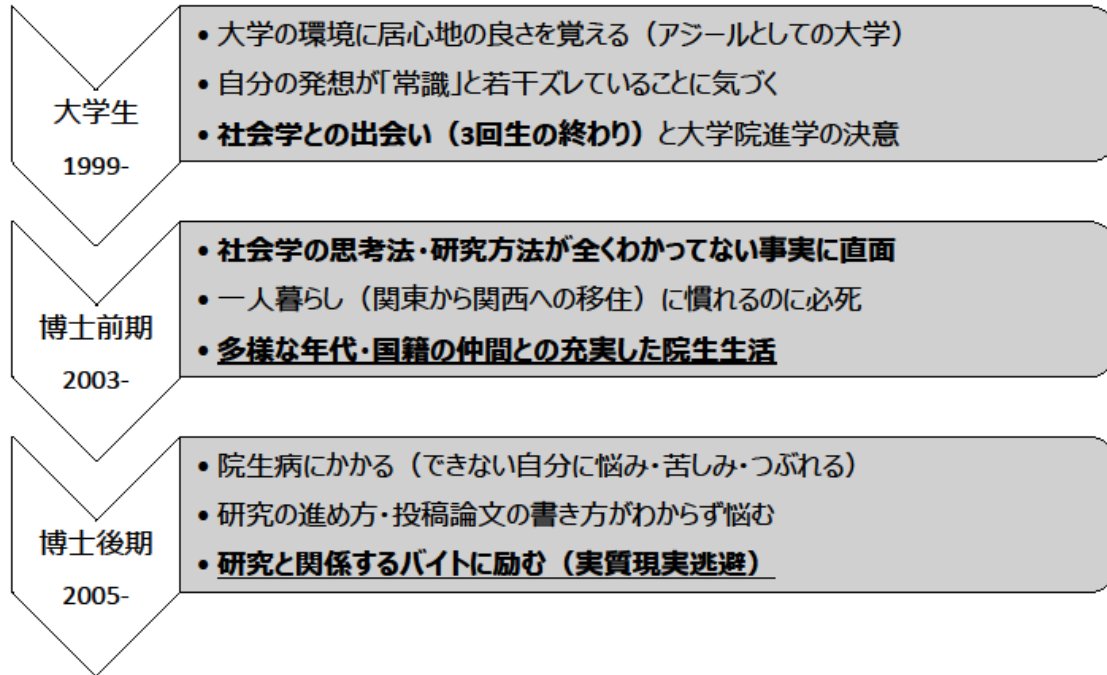 大学生
1999-
• 大学の環境に居心地の良さを覚える（アジールとしての大学）
• 自分の発想が「常識」と若干ズレていることに気づく
• 社会学との出会い（3回生の終わり）と大学院進学の決意
博士前期
2003-
• 社会学の思考法・研究方法が全くわかってない事実に直面
• 一人暮らし（関東から関西への移住）に慣れるのに必死
• 多様な年代・国籍の仲間との充実した院生生活
博士後期
2005-
• 院生病にかかる（できない自分に悩み・苦しみ・つぶれる）
• 研究の進め方・投稿論文の書き方がわからず悩む
• 研究と関係するバイトに励む（実質現実逃避）